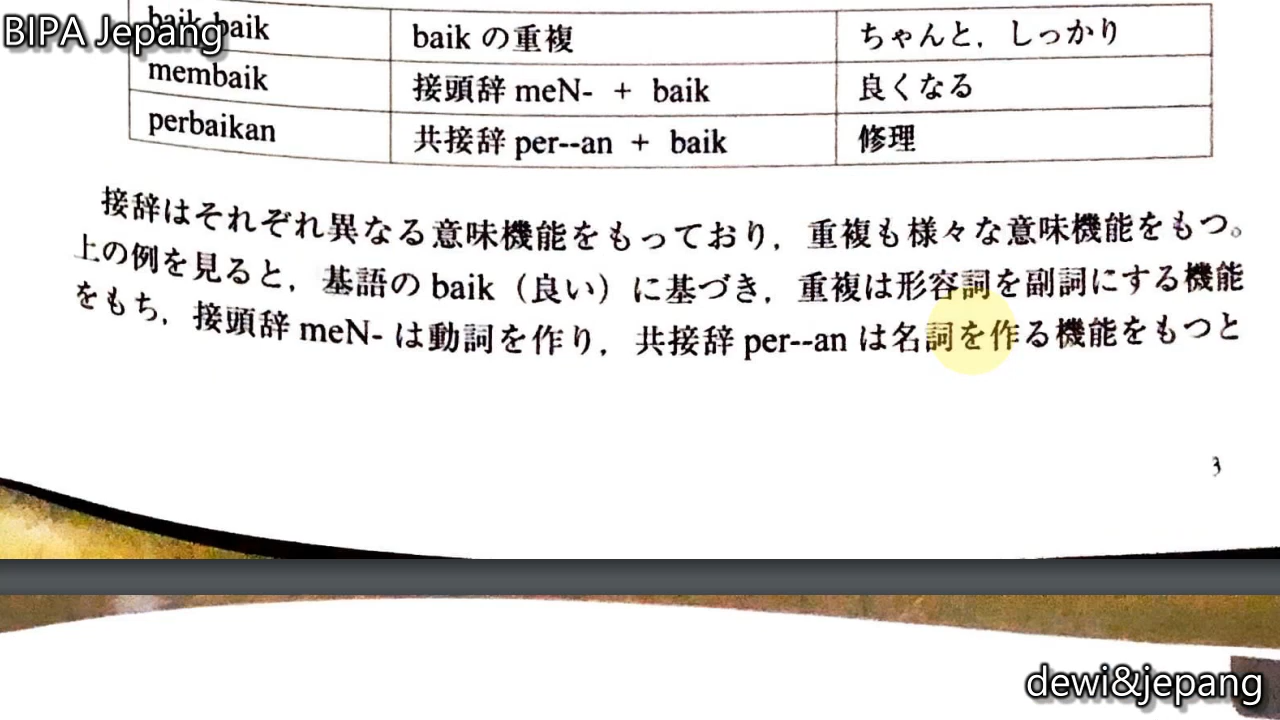 BIPA Jepang
baik-baik baik の重複 ちゃんと，しっかり
membaik 接頭辞 meN- + baik 良くなる
perbaikan 共接辞 per--an + baik 修理
接辞はそれぞれ異なる意味機能をもっており，重複も様々な意味機能をもつ。
上の例を見ると，基語の baik（良い）に基づき，重複は形容詞を副詞にする機能
をもち，接頭辞 meN- は動詞を作り，共接辞 per--an は名詞を作る機能をもつと
3
dewi&jepang